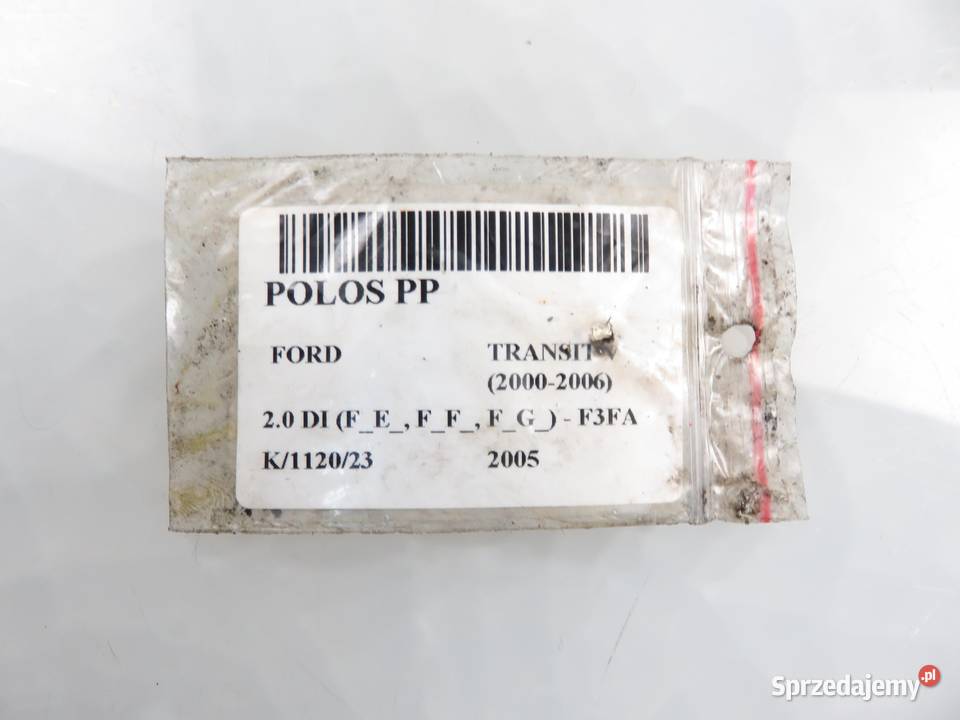 POLOS PP
FORD TRANSIT V
(2000-2006)
2.0 DI (F_E_, F_F_, F_G_) - F3FA
K/1120/23 2005
Sprzedajemy.pl